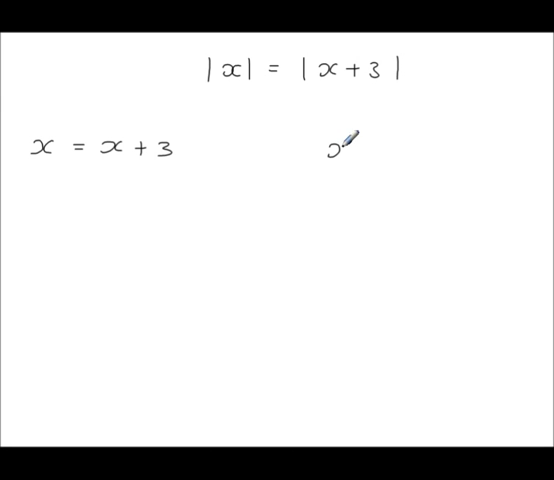 |x| = |x + 3|
x = x + 3